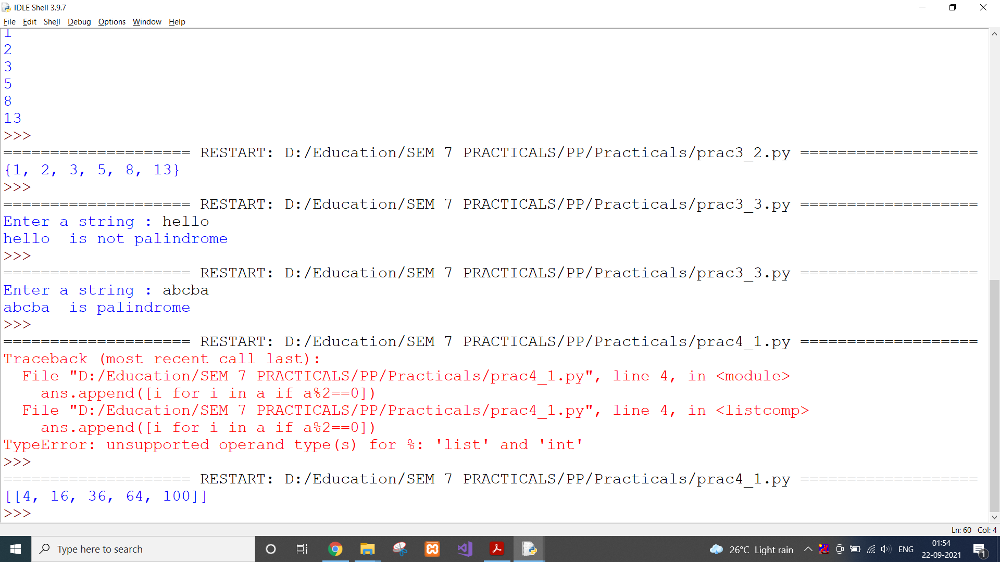 IDLE Shell 3.9.7
File Edit Shell Debug Options Window Help
1
2
3
5
8
13
>>>
==================== RESTART: D:/Education/SEM 7 PRACTICALS/PP/Practicals/prac3_2.py ===================
{1, 2, 3, 5, 8, 13}
>>>
==================== RESTART: D:/Education/SEM 7 PRACTICALS/PP/Practicals/prac3_3.py ===================
Enter a string : hello
hello  is not palindrome
>>>
==================== RESTART: D:/Education/SEM 7 PRACTICALS/PP/Practicals/prac3_3.py ===================
Enter a string : abcba
abcba  is palindrome
>>>
==================== RESTART: D:/Education/SEM 7 PRACTICALS/PP/Practicals/prac4_1.py ===================
Traceback (most recent call last):
  File "D:/Education/SEM 7 PRACTICALS/PP/Practicals/prac4_1.py", line 4, in <module>
    ans.append([i for i in a if a%2==0])
  File "D:/Education/SEM 7 PRACTICALS/PP/Practicals/prac4_1.py", line 4, in <listcomp>
    ans.append([i for i in a if a%2==0])
TypeError: unsupported operand type(s) for %: 'list' and 'int'
>>>
==================== RESTART: D:/Education/SEM 7 PRACTICALS/PP/Practicals/prac4_1.py ===================
[[4, 16, 36, 64, 100]]
>>>
Ln: 60 Col: 4
Type here to search
26°C Light rain
ENG
01:54
22-09-2021
1